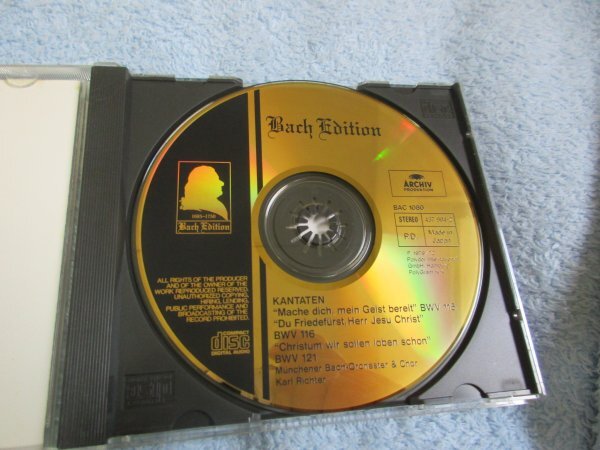 Bach Edition
1685-1750
Bach Edition
ALL RIGHTS OF THE PRODUCER
AND OF THE OWNER OF THE
WORK REPRODUCED RESERVED.
UNAUTHORIZED COPYING,
HIRING, LENDING,
PUBLIC PERFORMANCE AND
BROADCASTING OF THE
RECORD PROHIBITED.
COMPACT
disc
DIGITAL AUDIO
ARCHIV
PRODUKTION
BAC 1080
STEREO
P.D.
Made in
Japan
KANTATEN
"Mache dich, mein Geist bereit" BWV
"Du Friedefürst Herr Jesu Christ"
BWV 116
"Christum wir sollen loben schon"
BWV 121
Münchener Bach-Orchester & Chor
Karl Richter